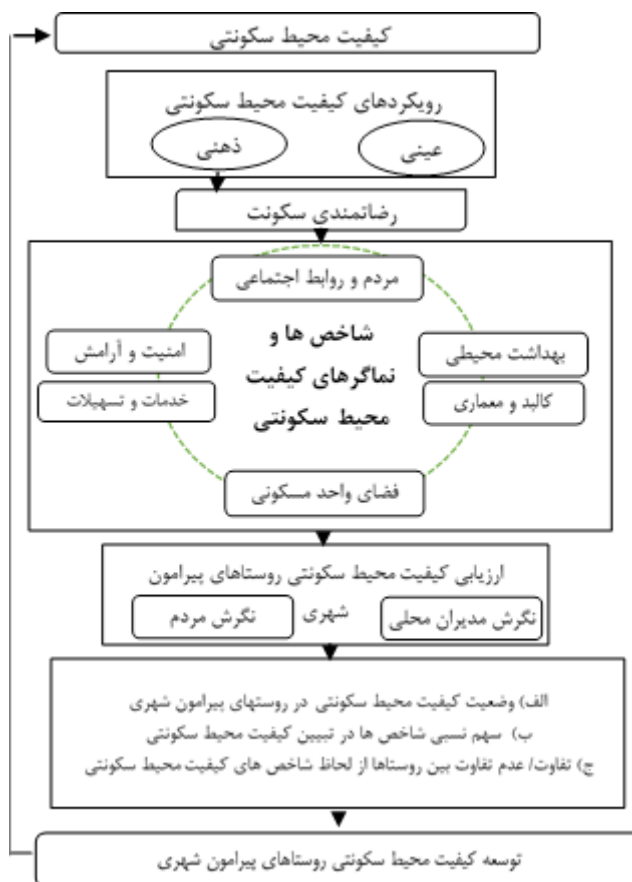 کیفیت محیط سکونتی
رویکردهای کیفیت محیط سکونتی
عینی
ذهنی
رضاتمندی سکونت
مردم و روابط اجتماعی
شاخص ها و
نماگرهای کیفیت
محیط سکونتی
بهداشت محیطی
کالبد و معماری
امنیت و آرامش
خدمات و تسهیلات
فضای واحد مسکونی
ارزیابی کیفیت محیط سکونتی روستاهای پیرامون
شهری
نگرش مدیران محلی
نگرش مردم
الف) وضعیت کیفیت محیط سکونتی در روستهای پیرامون شهری
ب) سهم نسبی شاخص ها در تبیین کیفیت محیط سکونتی
ج) تفاوت/ عدم تفاوت بین روستاها از لحاظ شاخص های کیفیت محیط سکونتی
توسعه کیفیت محیط سکونتی روستاهای پیرامون شهری